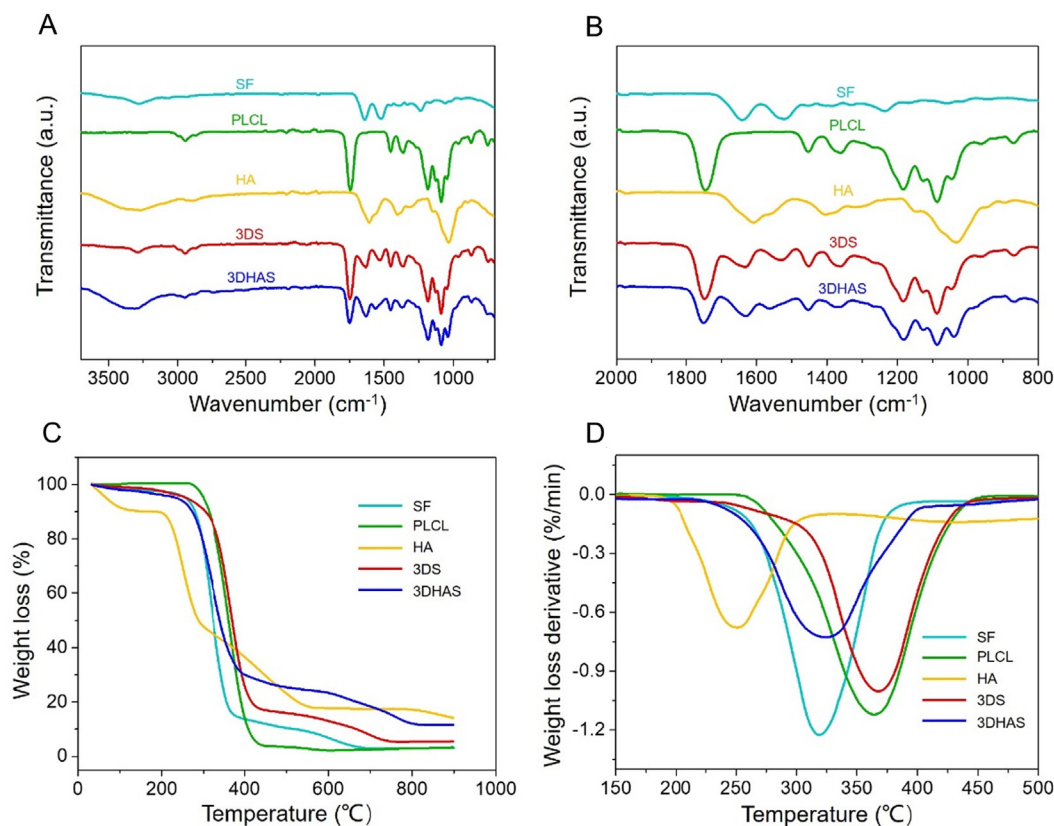 A
SF
PLCL
HA
3DS
3DHAS
Transmittance (a.u.)
3500 3000 2500 2000 1500 1000
Wavenumber (cm⁻¹)
B
SF
PLCL
HA
3DS
3DHAS
Transmittance (a.u.)
2000 1800 1600 1400 1200 1000 800
Wavenumber (cm⁻¹)
C
100
80
60
40
20
0
Weight loss (%)
SF
PLCL
HA
3DS
3DHAS
0 200 400 600 800 1000
Temperature (℃)
D
0.0
-0.3
-0.6
-0.9
-1.2
Weight loss derivative (%/min)
SF
PLCL
HA
3DS
3DHAS
150 200 250 300 350 400 450 500
Temperature (℃)